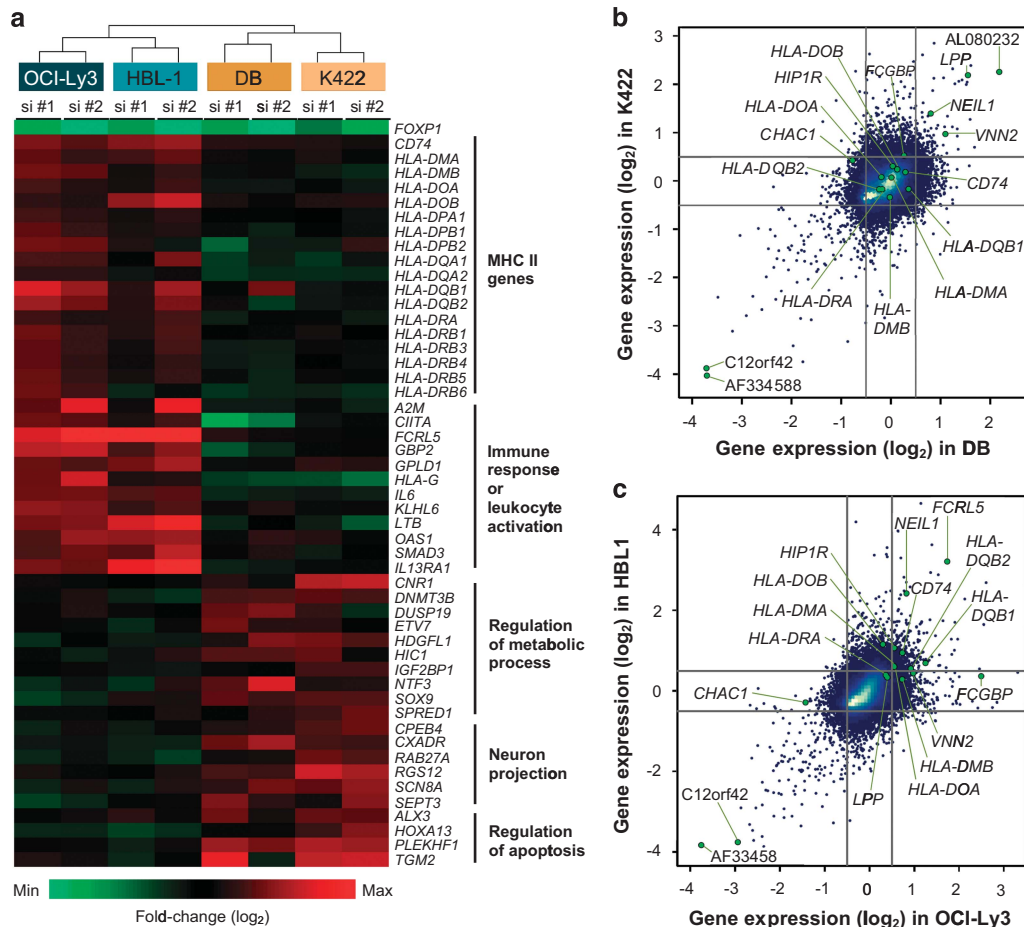 a
OCI-Ly3 HBL-1 DB K422
si #1 si #2 si #1 si #2 si #1 si #2 si #1 si #2
FOXP1
CD74
HLA-DMA
HLA-DMB
HLA-DOA
HLA-DOB
HLA-DPA1
HLA-DPB1
HLA-DPB2
HLA-DQA1
HLA-DQA2
HLA-DQB1
HLA-DQB2
HLA-DRA
HLA-DRB1
HLA-DRB3
HLA-DRB4
HLA-DRB5
HLA-DRB6
A2M
CIITA
FCRL5
GBP2
GPLD1
HLA-G
IL6
KLHL6
LTB
OAS1
SMAD3
IL13RA1
CNR1
DNMT3B
DUSP19
ETV7
HDGFL1
HIC1
IGF2BP1
NTF3
SOX9
SPRED1
CPEB4
CXADR
RAB27A
RGS12
SCN8A
SEPT3
ALX3
HOXA13
PLEKHF1
TGM2
MHC II
genes
Immune
response
or
leukocyte
activation
Regulation
of metabolic
process
Neuron
projection
Regulation
of apoptosis
Min Max
Fold-change (log2)
b
Gene expression (log2) in K422
3
2
1
0
-1
-2
-3
-4
HLA-DOB
HIP1R
HLA-DOA
CHAC1
HLA-DQB2
FCGBP
AL080232
LPP
NEIL1
VNN2
CD74
HLA-DQB1
HLA-DMA
HLA-
DMB
HLA-DRA
C12orf42
AF334588
-4 -3 -2 -1 0 1 2
Gene expression (log2) in DB
c
Gene expression (log2) in HBL1
4
2
0
-2
-4
FCRL5
NEIL1
HLA-
DQB2
HIP1R
HLA-DOB
CD74
HLA-
DQB1
HLA-DMA
HLA-DRA
CHAC1
FCGBP
VNN2
HLA-DMB
HLA-DOA
LPP
C12orf42
AF33458
-4 -3 -2 -1 0 1 2 3
Gene expression (log2) in OCI-Ly3